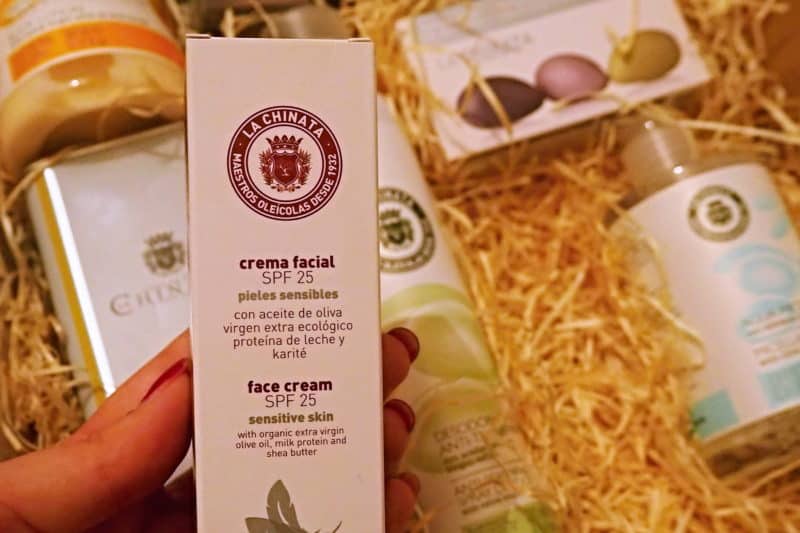 LA CHINATA
MAESTROS OLEÍCOLAS DESDE 1932
crema facial
SPF 25
pieles sensibles
con aceite de oliva
virgen extra ecológico
proteína de leche y
karité
face cream
SPF 25
sensitive skin
with organic extra virgin
olive oil, milk protein and
shea butter